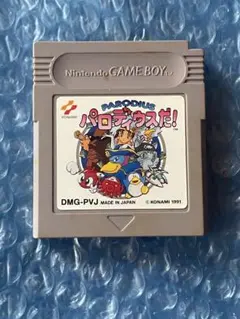 Nintendo GAME BOY TM
KONAMI
PARODIUS
パロディウスだ!
DMG-PVJ MADE IN JAPAN © KONAMI 1991